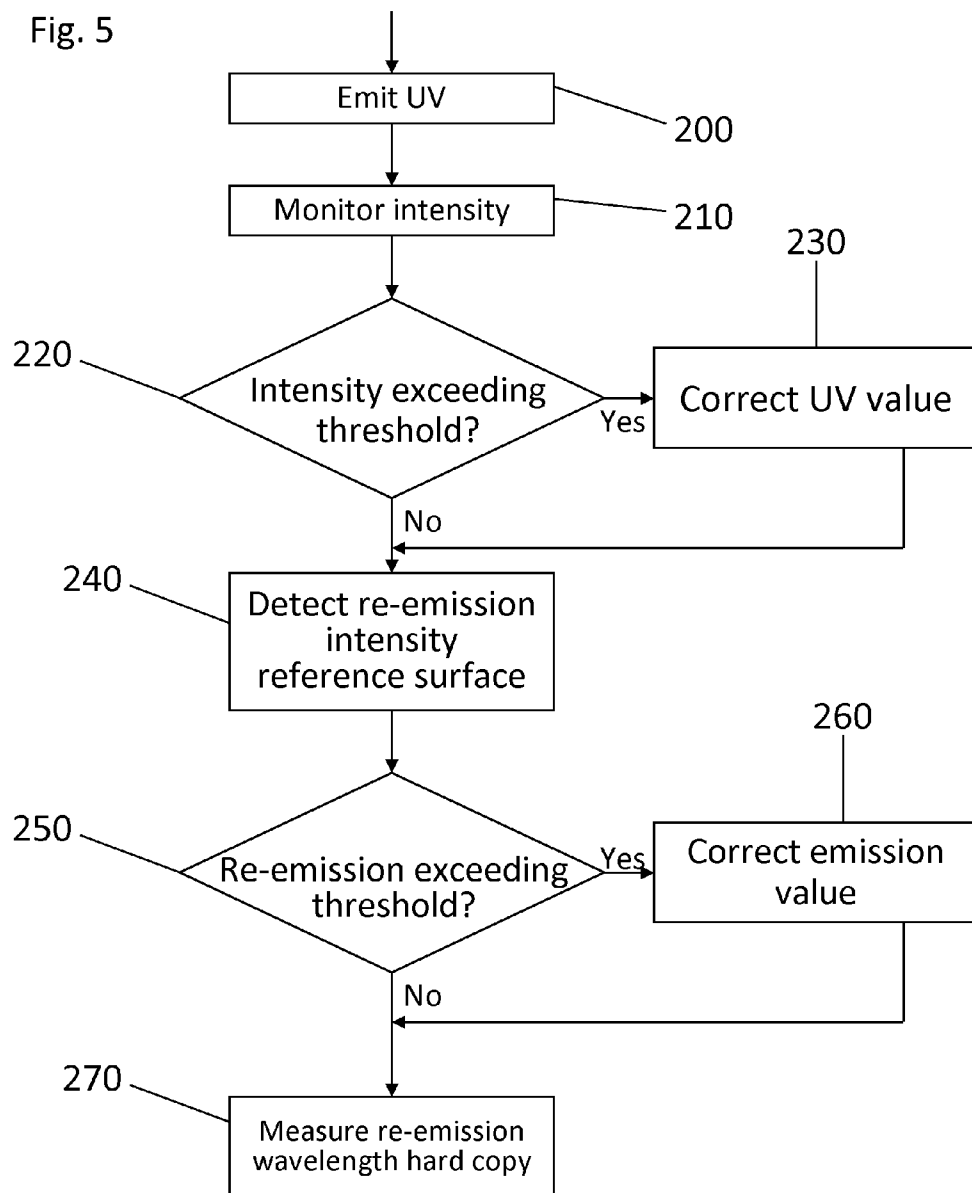 Fig. 5
Emit UV
200
Monitor intensity
210
230
220
Intensity exceeding
threshold?
Yes
Correct UV value
No
240
Detect re-emission
intensity
reference surface
260
250
Re-emission exceeding
threshold?
Yes
Correct emission
value
No
270
Measure re-emission
wavelength hard copy